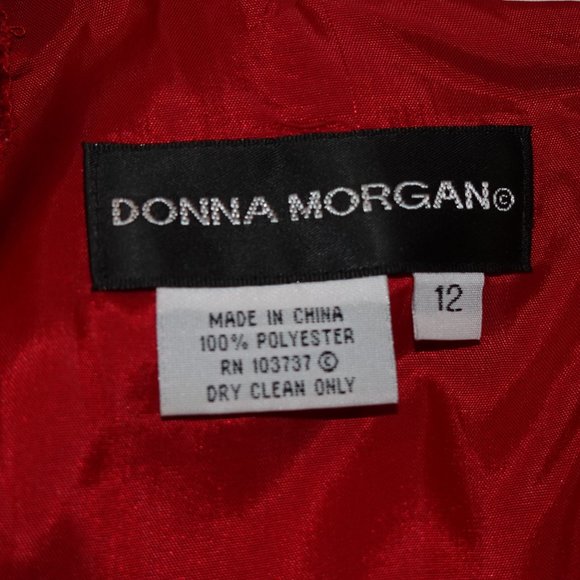 DONNA MORGAN©
12
MADE IN CHINA
100% POLYESTER
RN 103737 ©
DRY CLEAN ONLY